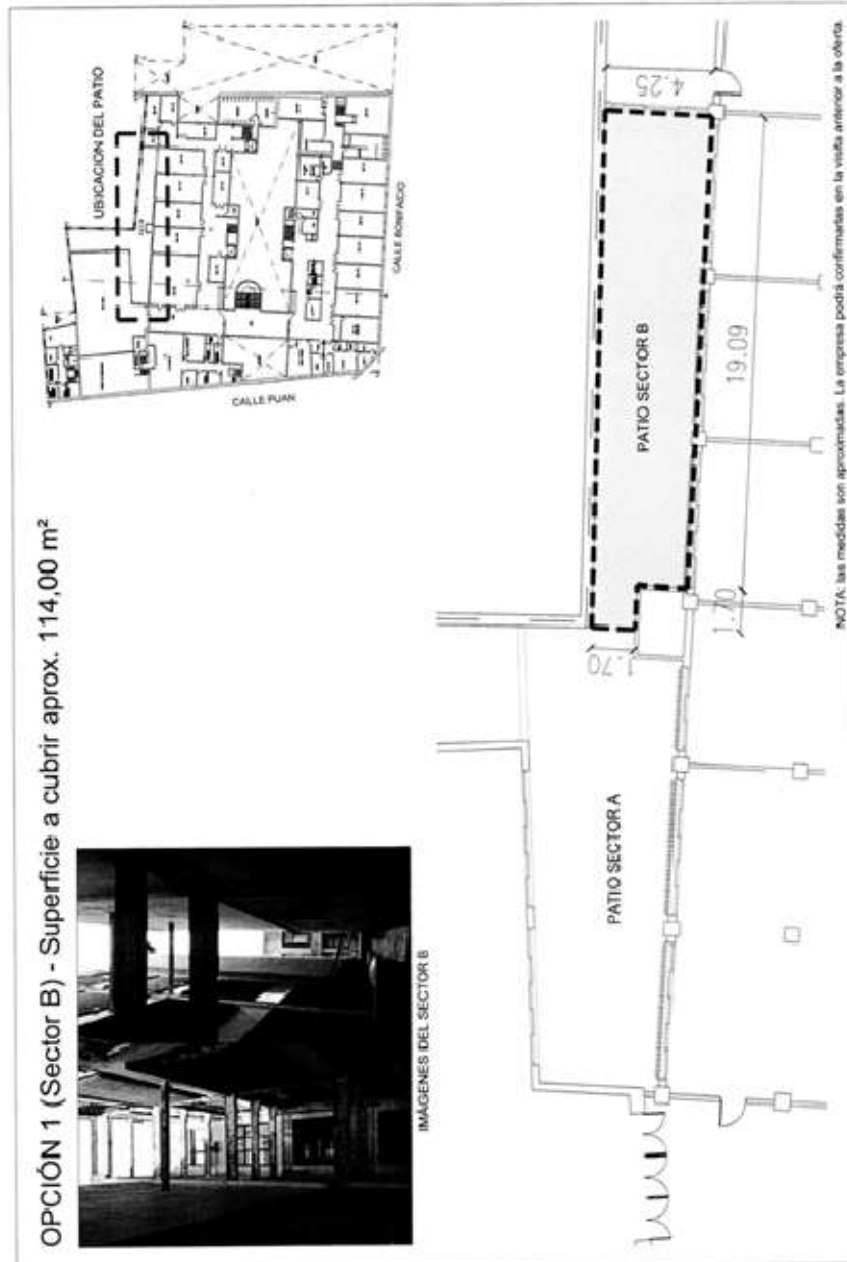 OPCIÓN 1 (Sector B) - Superficie a cubrir aprox. 114,00 m²
UBICACION DEL PATIO
CALLE PUAN
CALLE BONIFACIO
IMÁGENES DEL SECTOR B
PATIO SECTOR A
PATIO SECTOR B
4.25
19.09
1.70
1.70
NOTA: las medidas son aproximadas. La empresa podrá confirmadas en la visita anterior a la oferta.